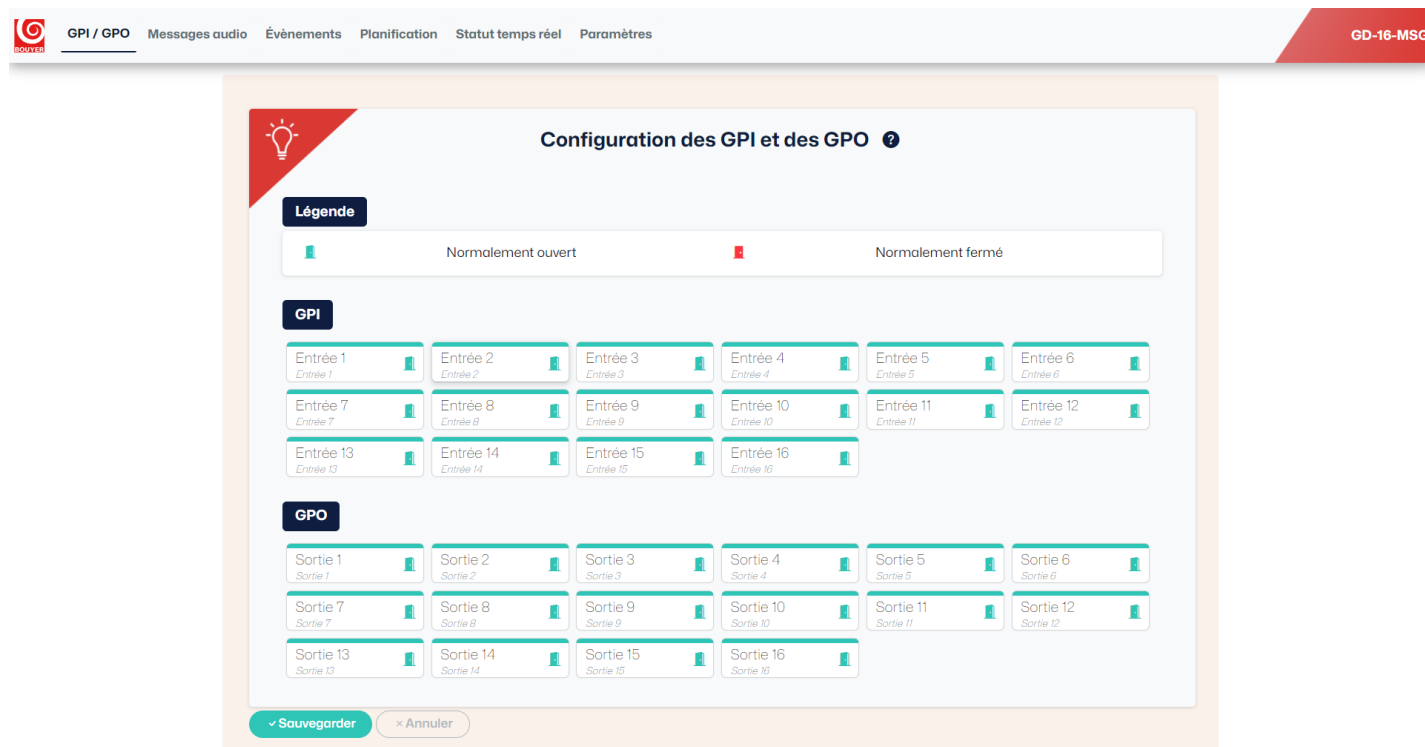 BOUYER GPI / GPO Messages audio Évènements Planification Statut temps réel Paramètres GD-16-MSG
Configuration des GPI et des GPO ?
Légende
Normalement ouvert Normalement fermé
GPI
Entrée 1 Entrée 2 Entrée 3 Entrée 4 Entrée 5 Entrée 6
Entrée 1 Entrée 2 Entrée 3 Entrée 4 Entrée 5 Entrée 6
Entrée 7 Entrée 8 Entrée 9 Entrée 10 Entrée 11 Entrée 12
Entrée 7 Entrée 8 Entrée 9 Entrée 10 Entrée 11 Entrée 12
Entrée 13 Entrée 14 Entrée 15 Entrée 16
Entrée 13 Entrée 14 Entrée 15 Entrée 16
GPO
Sortie 1 Sortie 2 Sortie 3 Sortie 4 Sortie 5 Sortie 6
Sortie 1 Sortie 2 Sortie 3 Sortie 4 Sortie 5 Sortie 6
Sortie 7 Sortie 8 Sortie 9 Sortie 10 Sortie 11 Sortie 12
Sortie 7 Sortie 8 Sortie 9 Sortie 10 Sortie 11 Sortie 12
Sortie 13 Sortie 14 Sortie 15 Sortie 16
Sortie 13 Sortie 14 Sortie 15 Sortie 16
Sauvegarder Annuler